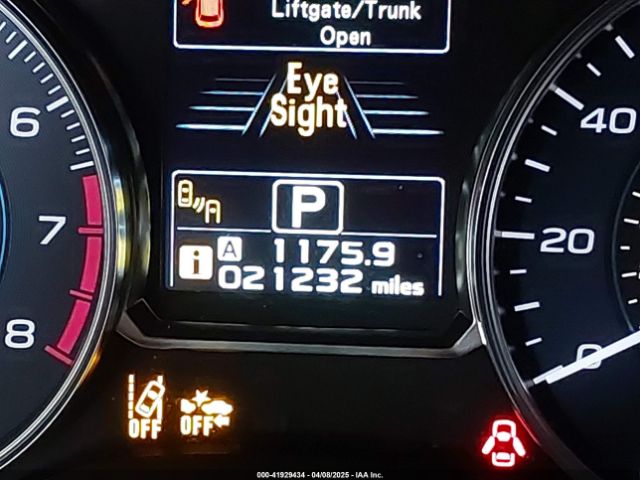 Liftgate/Trunk
Open
Eye
Sight
6
7
8
P
A 1175.9
i 021232 miles
40
20
0
OFF OFF
000-41929434 - 04/08/2025 - IAA Inc.